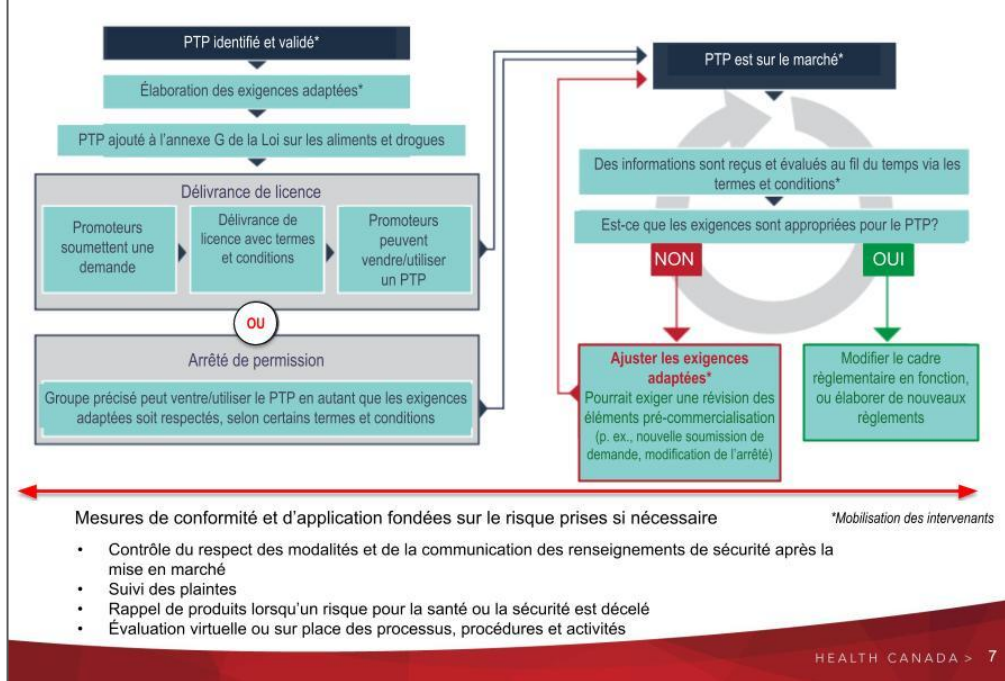 PTP identifié et validé*
Élaboration des exigences adaptées*
PTP ajouté à l'annexe G de la Loi sur les aliments et drogues
Délivrance de licence
Promoteurs
soumettent une
demande
Délivrance de
licence avec termes
et conditions
Promoteurs
peuvent
vendre/utiliser
un PTP
OU
Arrêté de permission
Groupe précisé peut ventre/utiliser le PTP en autant que les exigences
adaptées soit respectés, selon certains termes et conditions
PTP est sur le marché*
Des informations sont reçus et évalués au fil du temps via les
termes et conditions*
Est-ce que les exigences sont appropriées pour le PTP?
NON
OUI
Ajuster les exigences
adaptées*
Pourrait exiger une révision des
éléments pré-commercialisation
(p. ex., nouvelle soumission de
demande, modification de l'arrêté)
Modifier le cadre
règlementaire en fonction,
ou élaborer de nouveaux
règlements
Mesures de conformité et d'application fondées sur le risque prises si nécessaire
*Mobilisation des intervenants
• Contrôle du respect des modalités et de la communication des renseignements de sécurité après la
mise en marché
• Suivi des plaintes
• Rappel de produits lorsqu'un risque pour la santé ou la sécurité est décelé
• Évaluation virtuelle ou sur place des processus, procédures et activités
HEALTH CANADA > 7